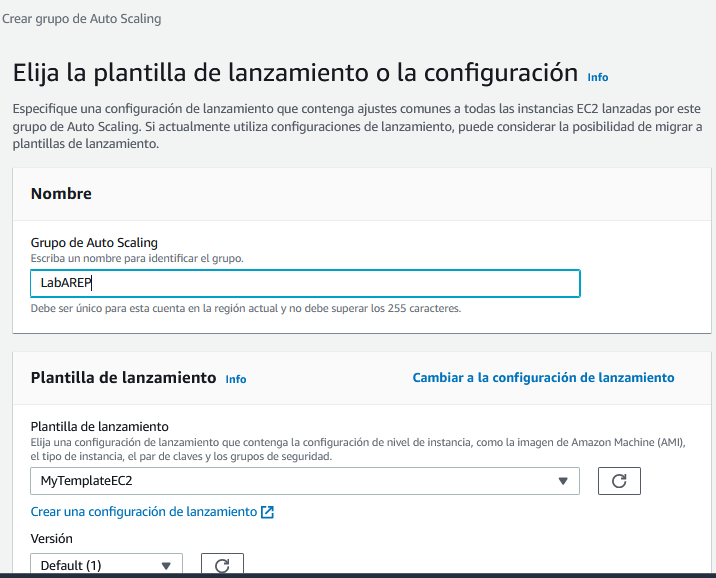 Crear grupo de Auto Scaling
Elija la plantilla de lanzamiento o la configuración Info
Especifique una configuración de lanzamiento que contenga ajustes comunes a todas las instancias EC2 lanzadas por este
grupo de Auto Scaling. Si actualmente utiliza configuraciones de lanzamiento, puede considerar la posibilidad de migrar a
plantillas de lanzamiento.
Nombre
Grupo de Auto Scaling
Escriba un nombre para identificar el grupo.
LabAREP
Debe ser único para esta cuenta en la región actual y no debe superar los 255 caracteres.
Plantilla de lanzamiento Info Cambiar a la configuración de lanzamiento
Plantilla de lanzamiento
Elija una configuración de lanzamiento que contenga la configuración de nivel de instancia, como la imagen de Amazon Machine (AMI),
el tipo de instancia, el par de claves y los grupos de seguridad.
MyTemplateEC2
Crear una configuración de lanzamiento
Versión
Default (1)